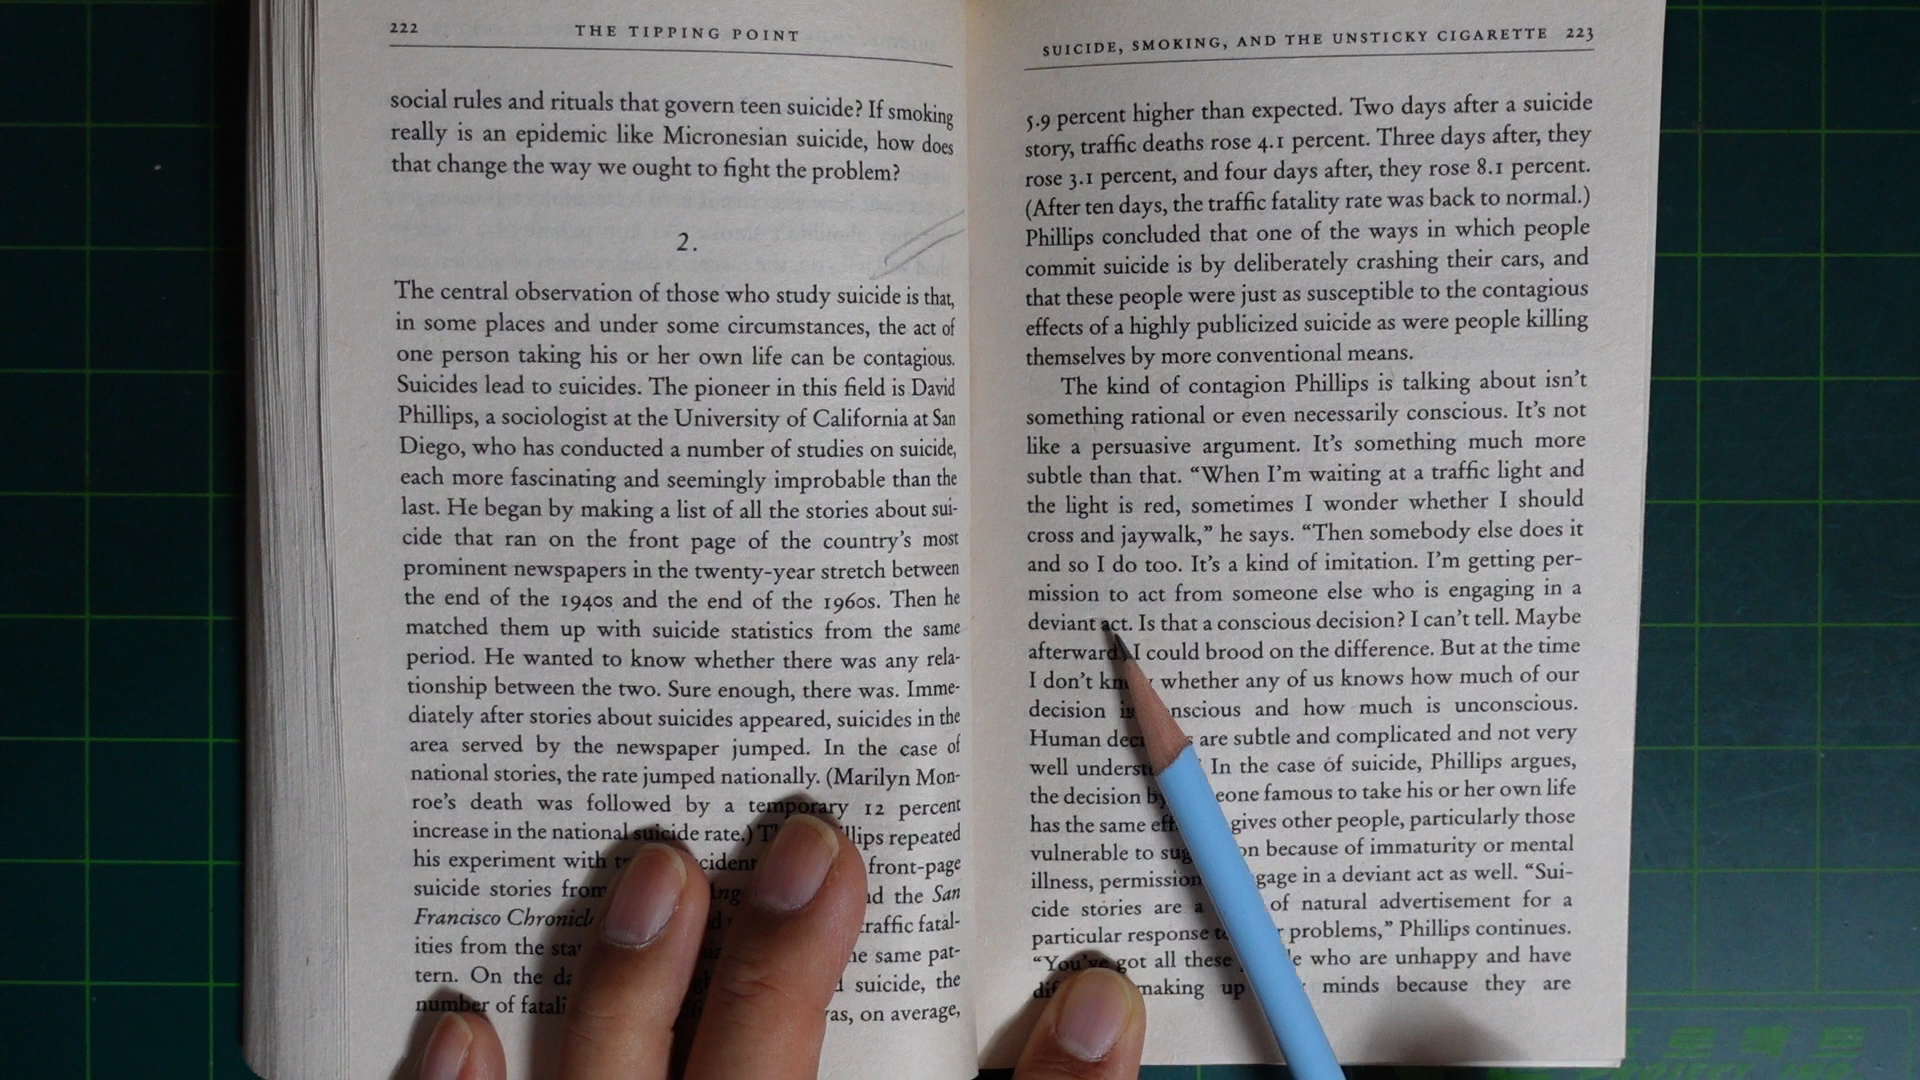 222 THE TIPPING POINT
social rules and rituals that govern teen suicide? If smoking
really is an epidemic like Micronesian suicide, how does
that change the way we ought to fight the problem?
2.
The central observation of those who study suicide is that,
in some places and under some circumstances, the act of
one person taking his or her own life can be contagious.
Suicides lead to suicides. The pioneer in this field is David
Phillips, a sociologist at the University of California at San
Diego, who has conducted a number of studies on suicide,
each more fascinating and seemingly improbable than the
last. He began by making a list of all the stories about sui-
cide that ran on the front page of the country's most
prominent newspapers in the twenty-year stretch between
the end of the 1940s and the end of the 1960s. Then he
matched them up with suicide statistics from the same
period. He wanted to know whether there was any rela-
tionship between the two. Sure enough, there was. Imme-
diately after stories about suicides appeared, suicides in the
area served by the newspaper jumped. In the case of
national stories, the rate jumped nationally. (Marilyn Mon-
roe's death was followed by a temporary 12 percent
increase in the national suicide rate.) repeated
his experiment with front-page
suicide stories from the San
Francisco
ities from the same pat-
tern. On the suicide, the
number of on average,
SUICIDE, SMOKING, AND THE UNSTICKY CIGARETTE 223
5.9 percent higher than expected. Two days after a suicide
story, traffic deaths rose 4.1 percent. Three days after, they
rose 3.1 percent, and four days after, they rose 8.1 percent.
(After ten days, the traffic fatality rate was back to normal.)
Phillips concluded that one of the ways in which people
commit suicide is by deliberately crashing their cars, and
that these people were just as susceptible to the contagious
effects of a highly publicized suicide as were people killing
themselves by more conventional means.
The kind of contagion Phillips is talking about isn't
something rational or even necessarily conscious. It's not
like a persuasive argument. It's something much more
subtle than that. "When I'm waiting at a traffic light and
the light is red, sometimes I wonder whether I should
cross and jaywalk," he says. "Then somebody else does it
and so I do too. It's a kind of imitation. I'm getting per-
mission to act from someone else who is engaging in a
deviant act. Is that a conscious decision? I can't tell. Maybe
afterward I could brood on the difference. But at the time
I don't whether any of us knows how much of our
decision and how much is unconscious.
Human are subtle and complicated and not very
well In the case of suicide, Phillips argues,
the decision famous to take his or her own life
has the same gives other people, particularly those
vulnerable to because of immaturity or mental
illness, permission in a deviant act as well. "Sui-
cide stories are a of natural advertisement for a
particular response problems," Phillips continues.
"You've got all these who are unhappy and have
making up minds because they are